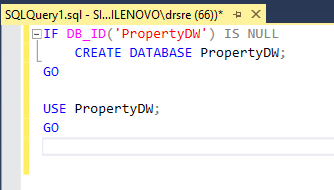 SQLQuery1.sql - SI...ILENOVO\drsre (66))*
IF DB_ID('PropertyDW') IS NULL
    CREATE DATABASE PropertyDW;
GO

USE PropertyDW;
GO